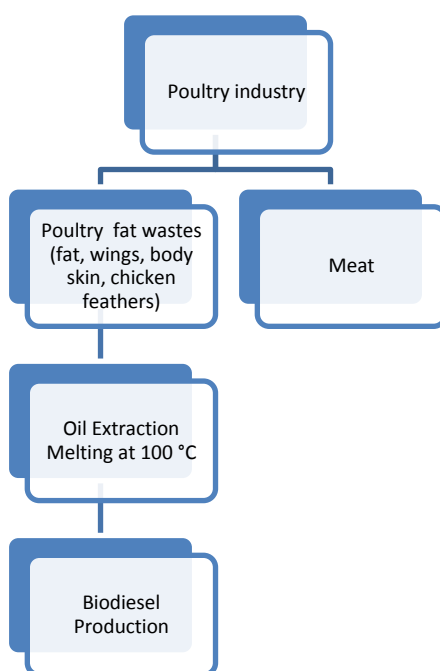 Poultry industry
Poultry fat wastes
(fat, wings, body
skin, chicken
feathers)
Meat
Oil Extraction
Melting at 100 °C
Biodiesel
Production